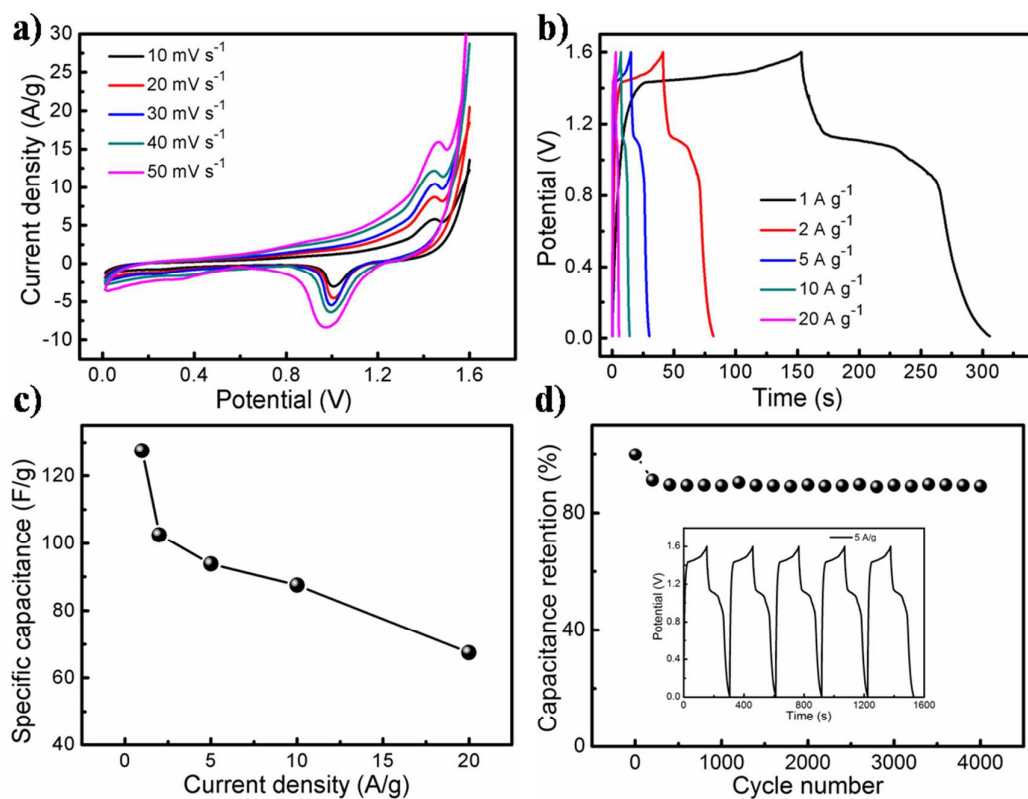 a)
Current density (A/g)
30
25
20
15
10
5
0
-5
-10
10 mV s⁻¹
20 mV s⁻¹
30 mV s⁻¹
40 mV s⁻¹
50 mV s⁻¹
0.0 0.4 0.8 1.2 1.6
Potential (V)
b)
Potential (V)
1.6
1.2
0.8
0.4
0.0
1 A g⁻¹
2 A g⁻¹
5 A g⁻¹
10 A g⁻¹
20 A g⁻¹
0 50 100 150 200 250 300
Time (s)
c)
Specific capacitance (F/g)
120
100
80
60
40
0 5 10 15 20
Current density (A/g)
d)
Capacitance retention (%)
80
40
0
5 A/g
Potential (V)
1.6
1.2
0.8
0.4
0.0
0 400 800 1200 1600
Time (s)
0 1000 2000 3000 4000
Cycle number